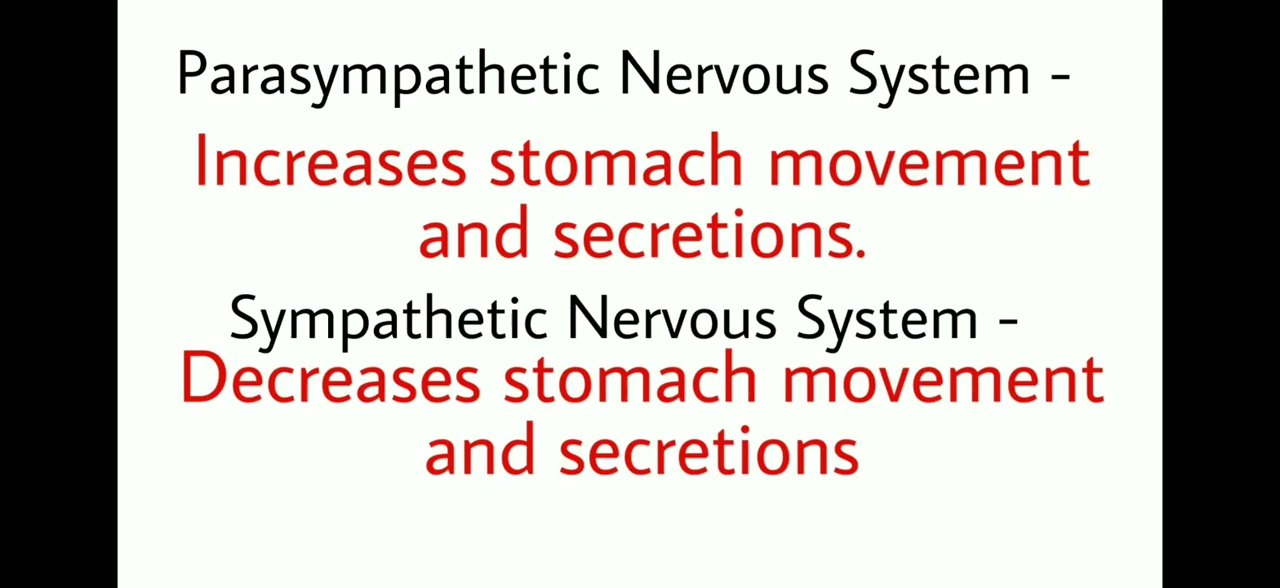 Parasympathetic Nervous System -
Increases stomach movement
and secretions.
Sympathetic Nervous System -
Decreases stomach movement
and secretions